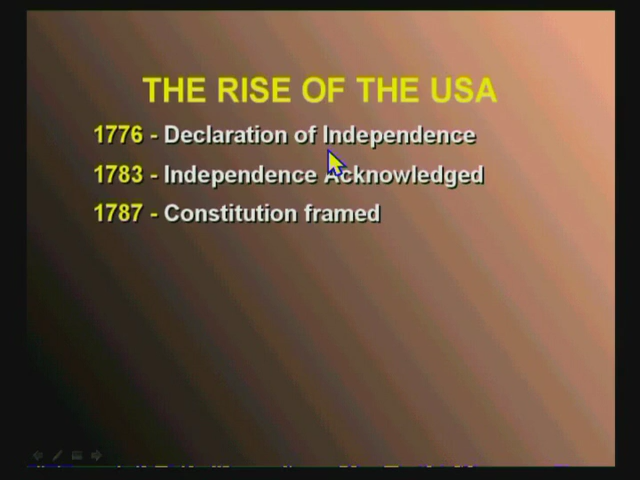 THE RISE OF THE USA
1776 - Declaration of Independence
1783 - Independence Acknowledged
1787 - Constitution framed